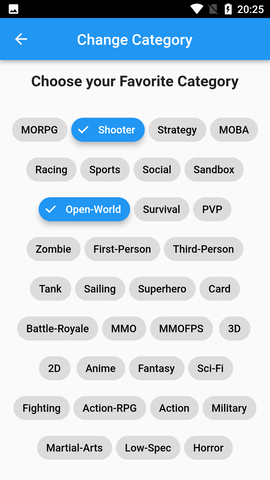 20:25
Change Category
Choose your Favorite Category
MORPG Shooter Strategy MOBA
Racing Sports Social Sandbox
Open-World Survival PVP
Zombie First-Person Third-Person
Tank Sailing Superhero Card
Battle-Royale MMO MMOFPS 3D
2D Anime Fantasy Sci-Fi
Fighting Action-RPG Action Military
Martial-Arts Low-Spec Horror